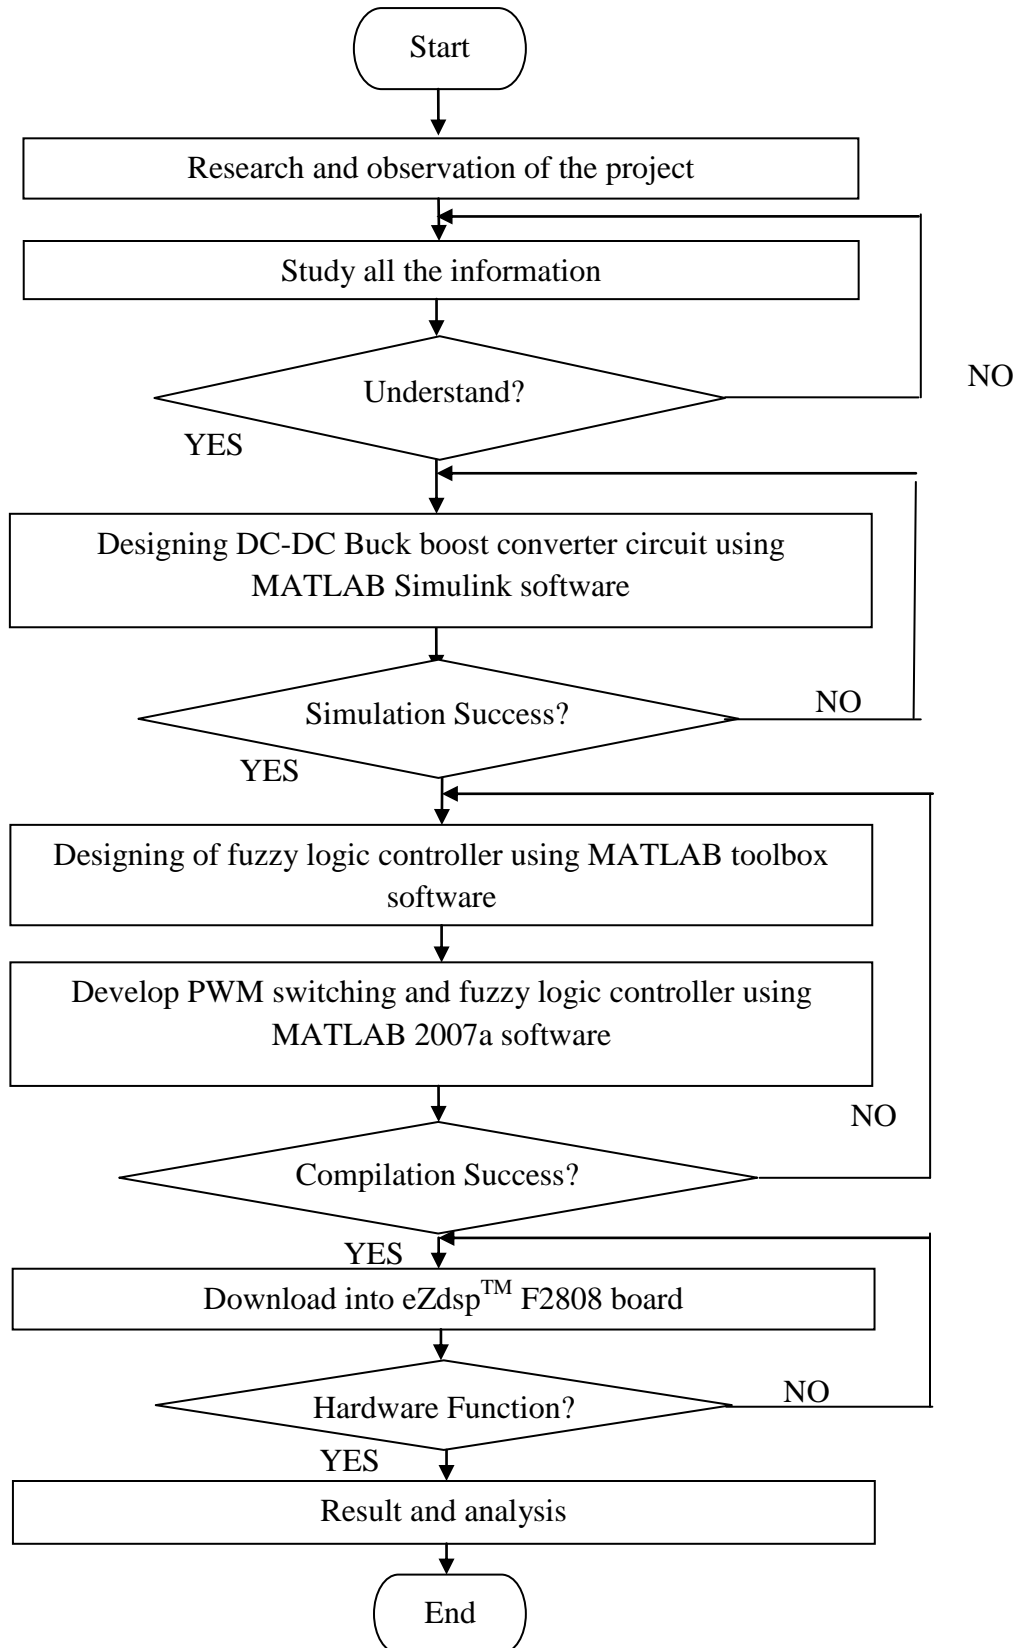 Start
Research and observation of the project
Study all the information
Understand?
NO
YES
Designing DC-DC Buck boost converter circuit using
MATLAB Simulink software
Simulation Success?
NO
YES
Designing of fuzzy logic controller using MATLAB toolbox
software
Develop PWM switching and fuzzy logic controller using
MATLAB 2007a software
NO
Compilation Success?
YES
Download into eZdsp™ F2808 board
Hardware Function?
NO
YES
Result and analysis
End